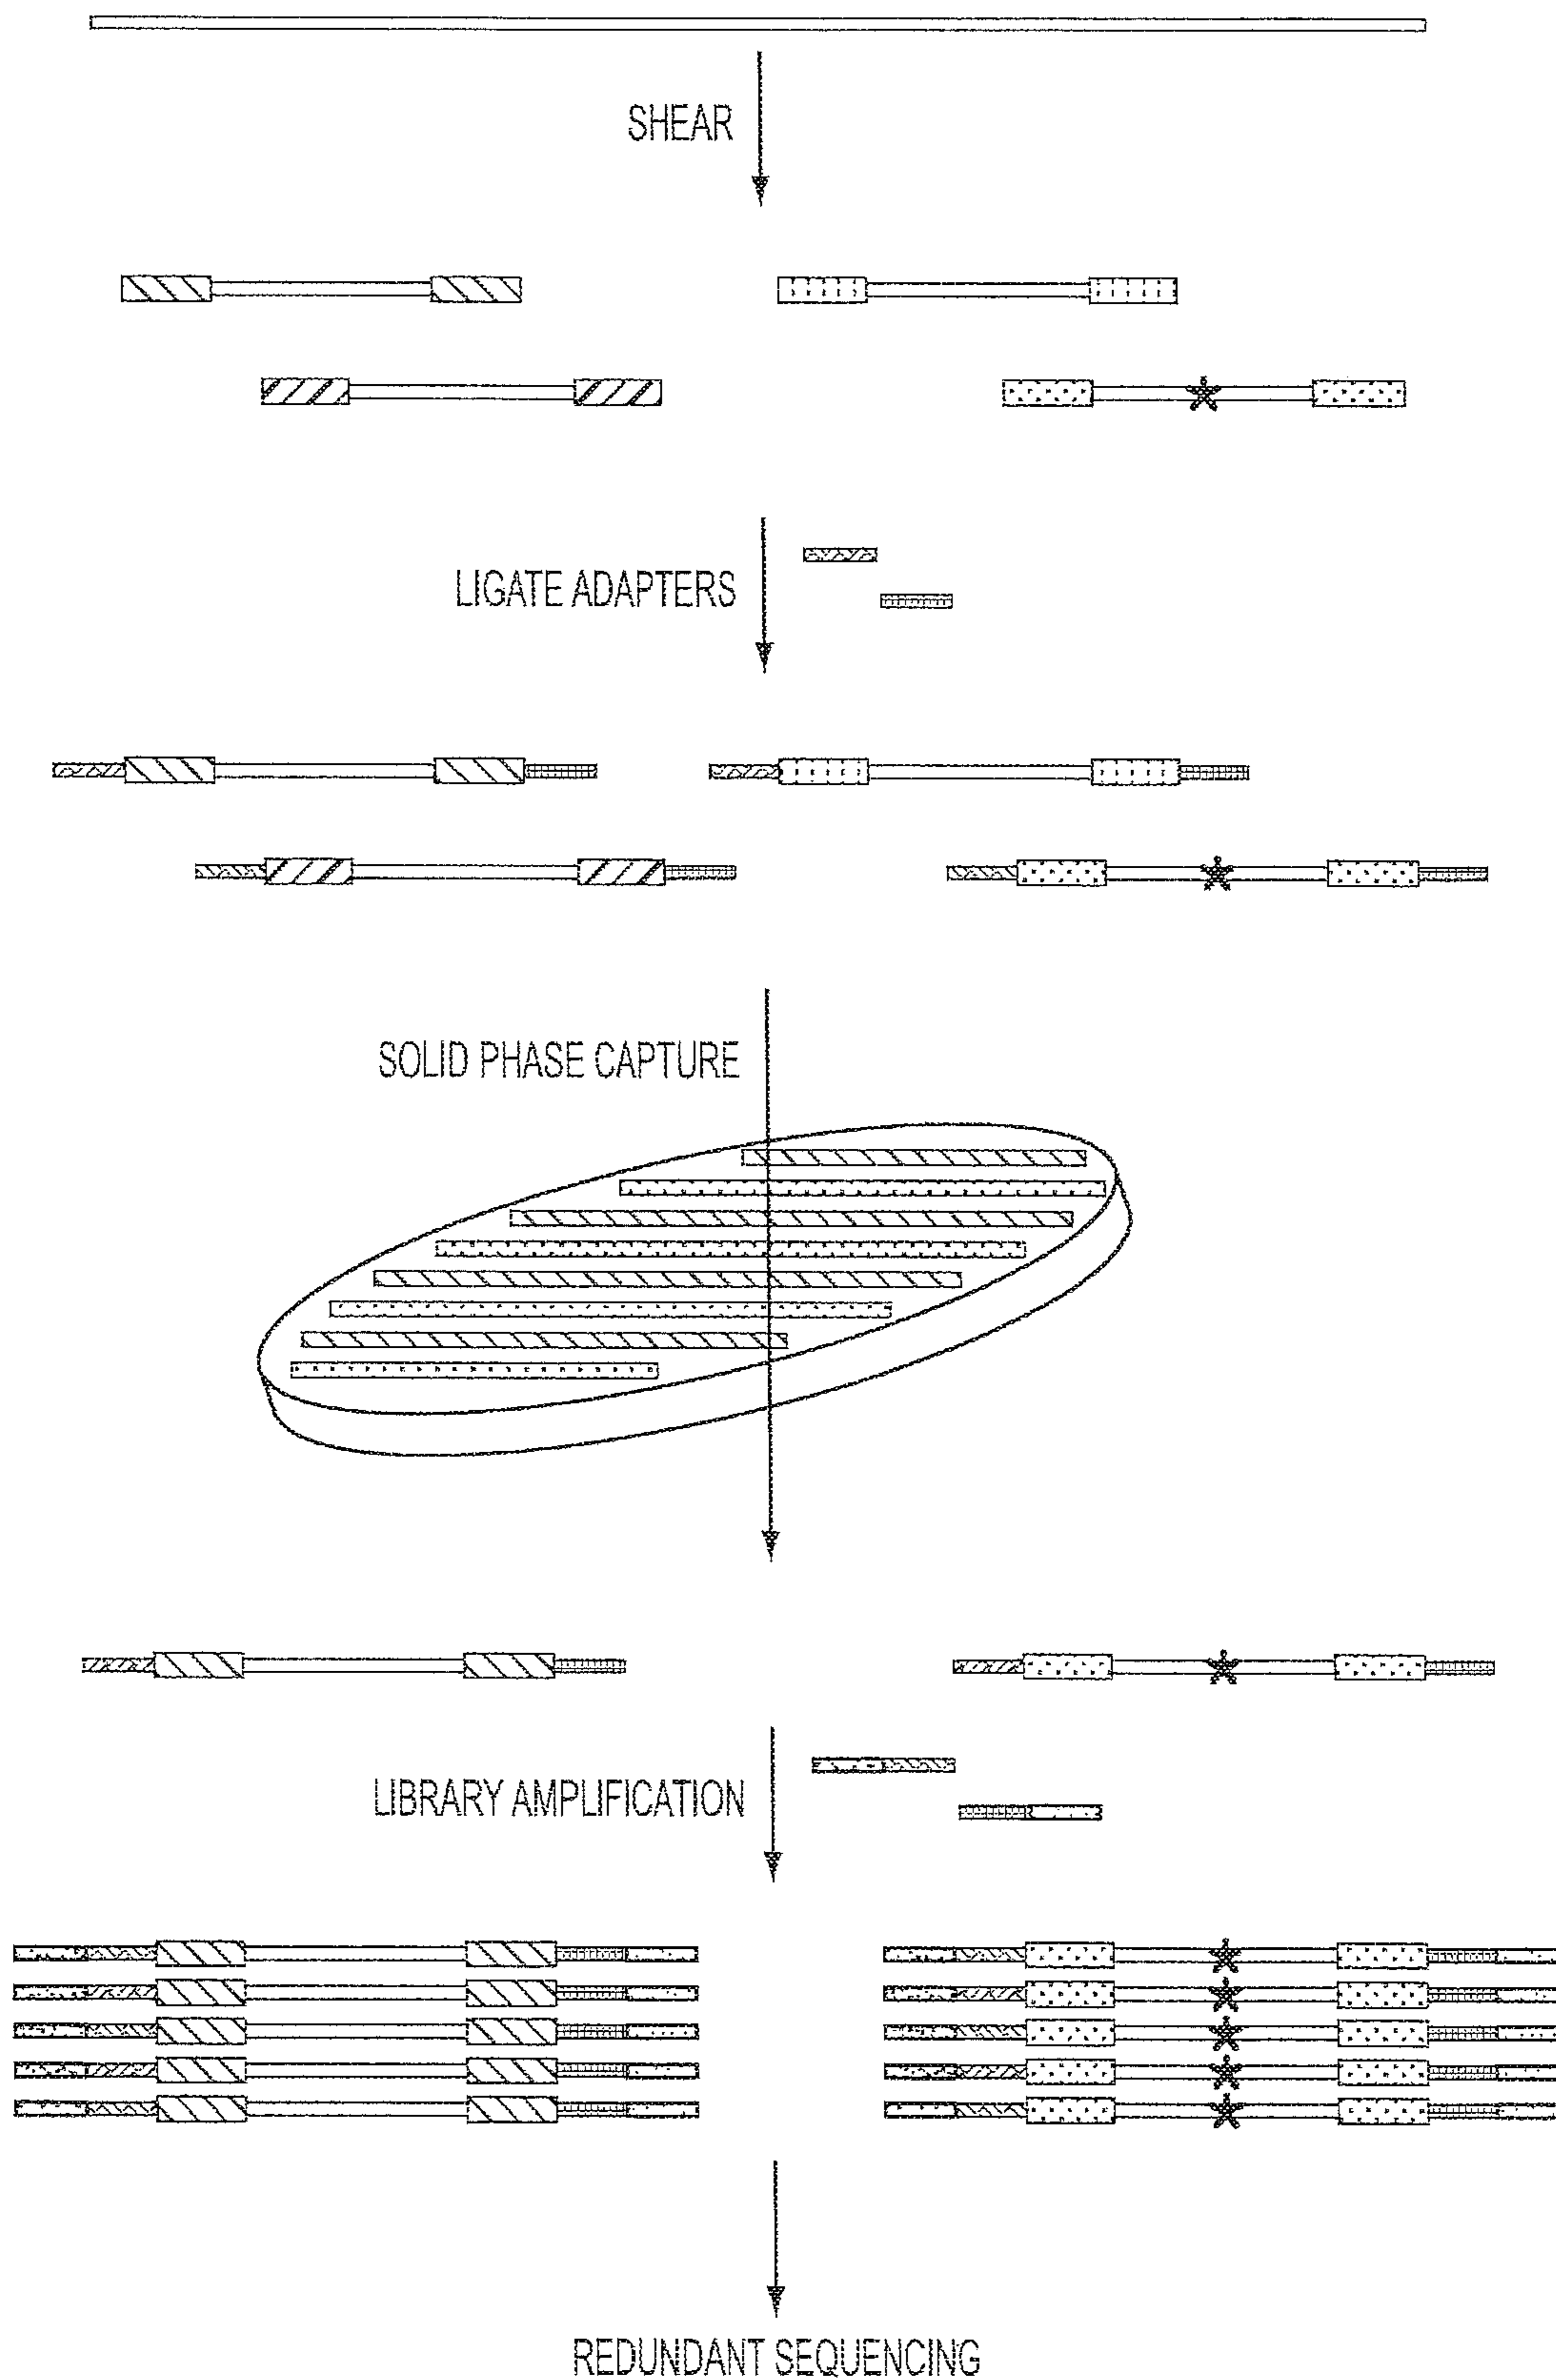 SHEAR
LIGATE ADAPTERS
SOLID PHASE CAPTURE
LIBRARY AMPLIFICATION
REDUNDANT SEQUENCING